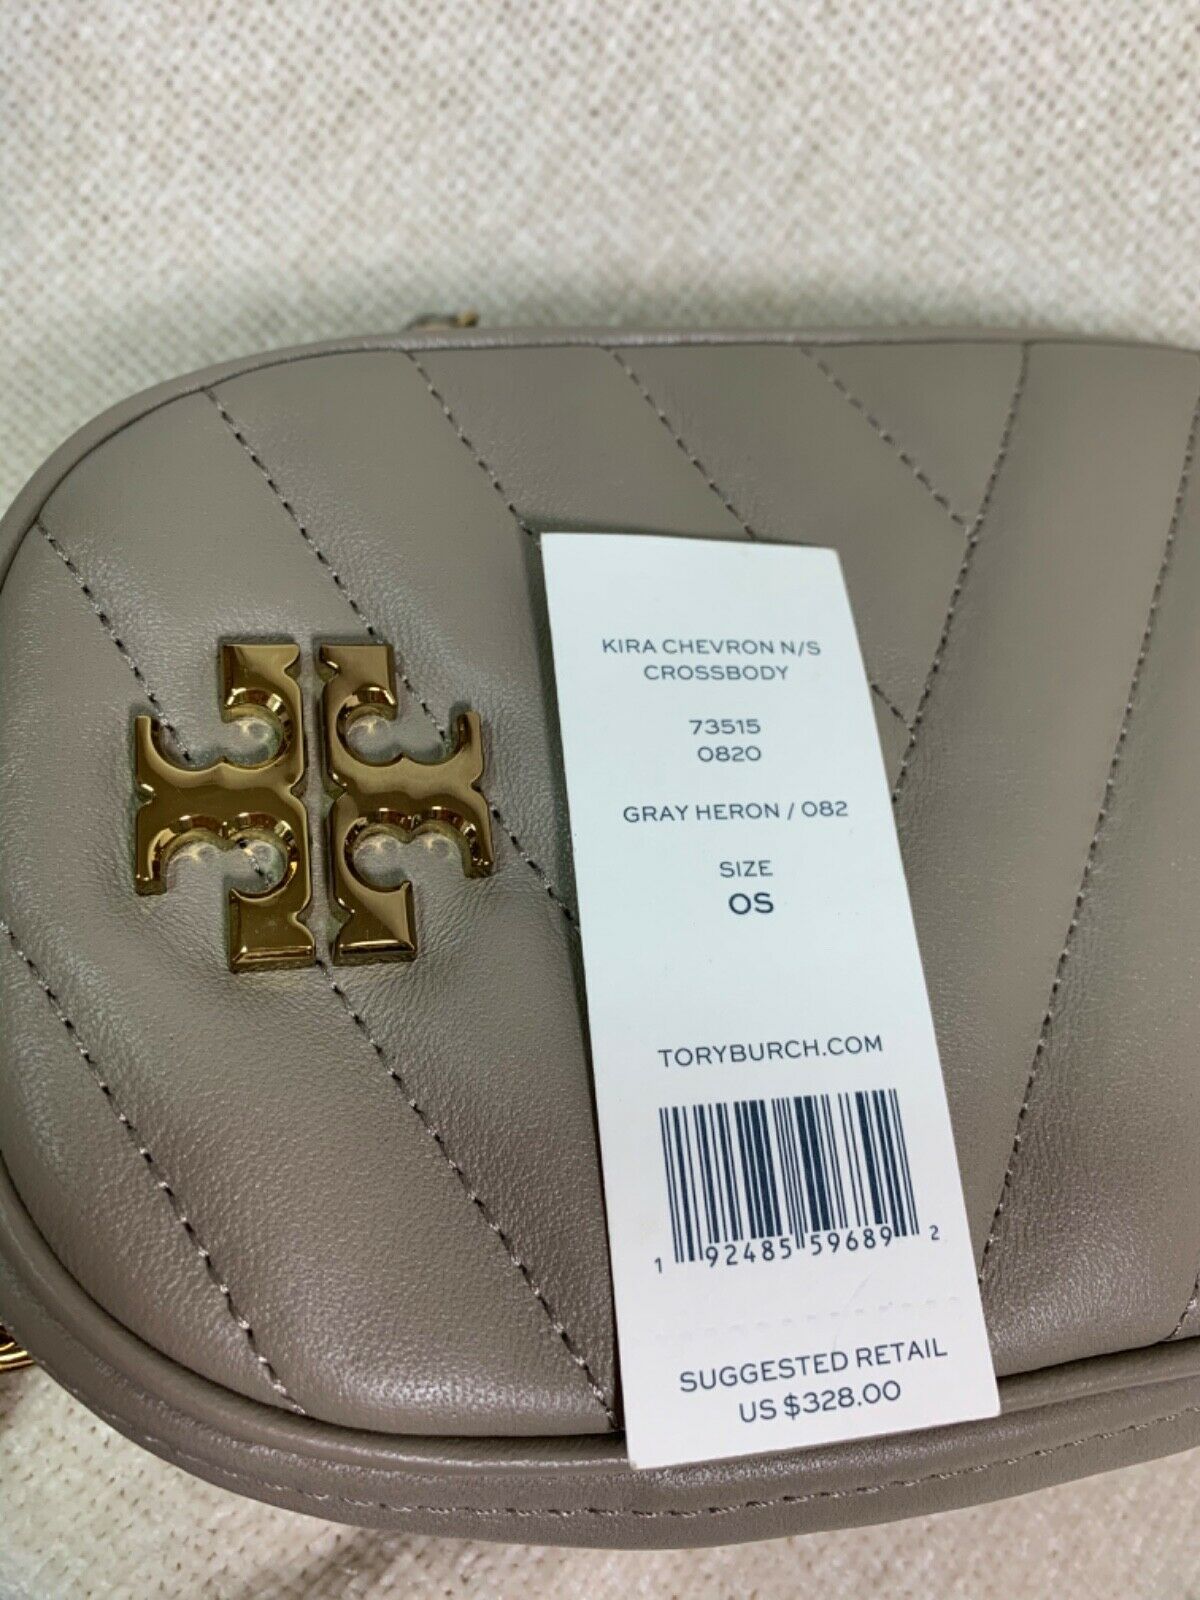 KIRA CHEVRON N/S
CROSSBODY
73515
0820
GRAY HERON / 082
SIZE
OS
TORYBURCH.COM
1 92485 59689 2
SUGGESTED RETAIL
US $328.00